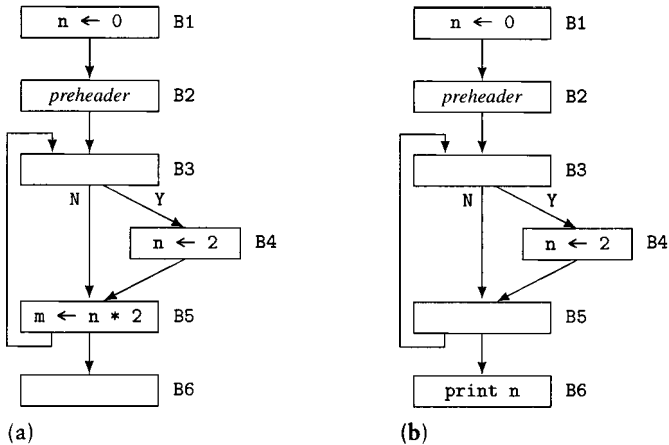 n ← 0 B1
preheader B2
B3
N Y
n ← 2 B4
m ← n * 2 B5
B6
(a)
n ← 0 B1
preheader B2
B3
N Y
n ← 2 B4
B5
print n B6
(b)